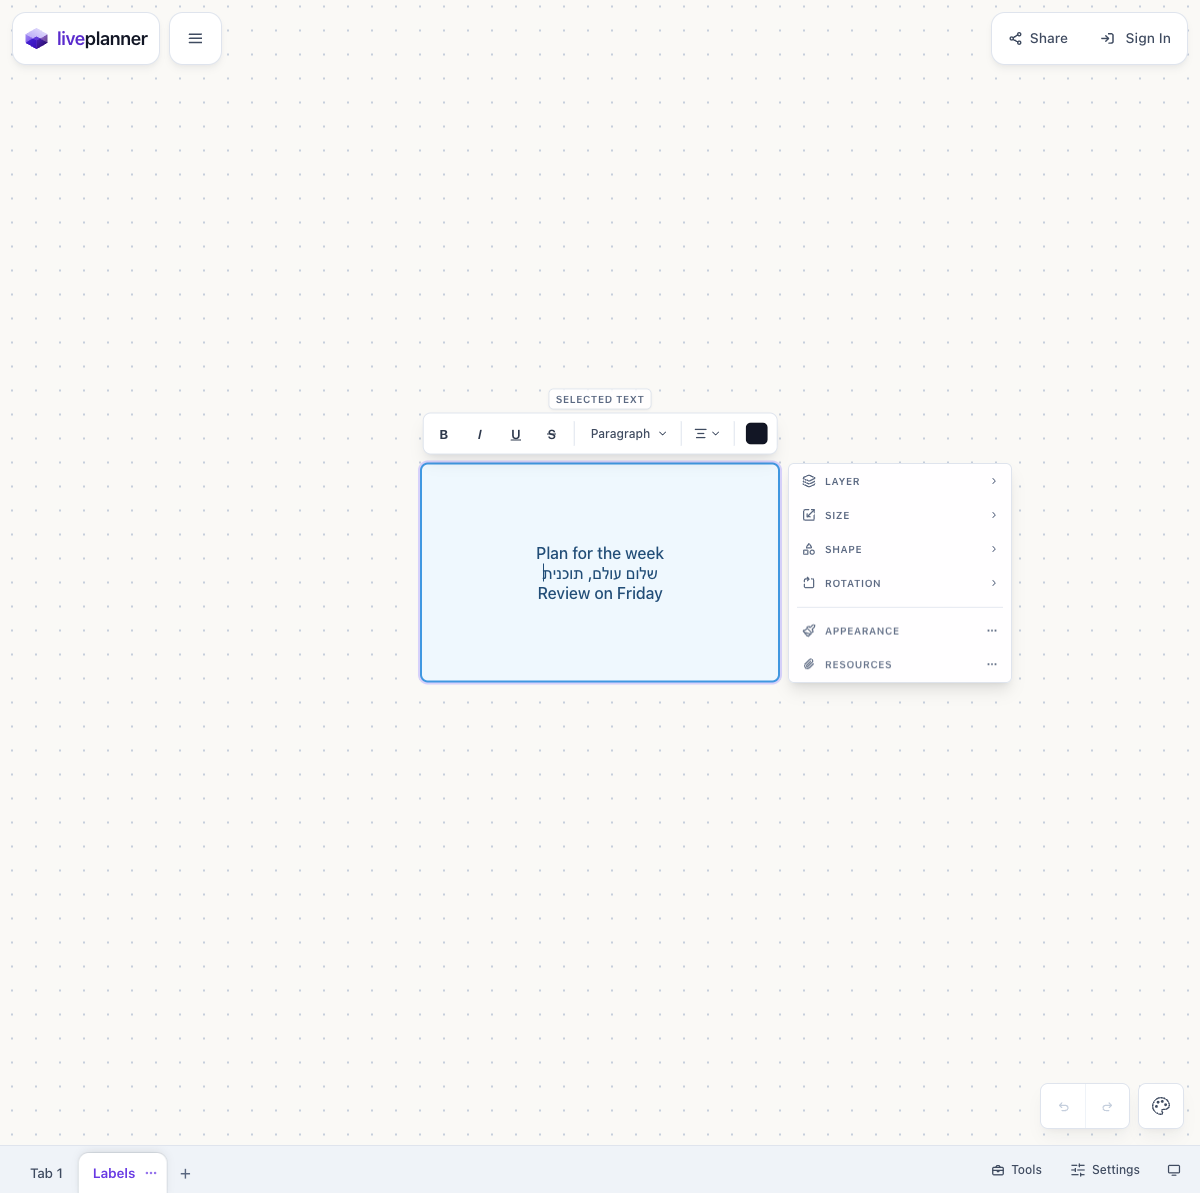 liveplanner
Share
Sign In
SELECTED TEXT
B I U S Paragraph
Plan for the week
שלום עולם, תוכנית
Review on Friday
LAYER
SIZE
SHAPE
ROTATION
APPEARANCE
RESOURCES
Tab 1
Labels
Tools
Settings